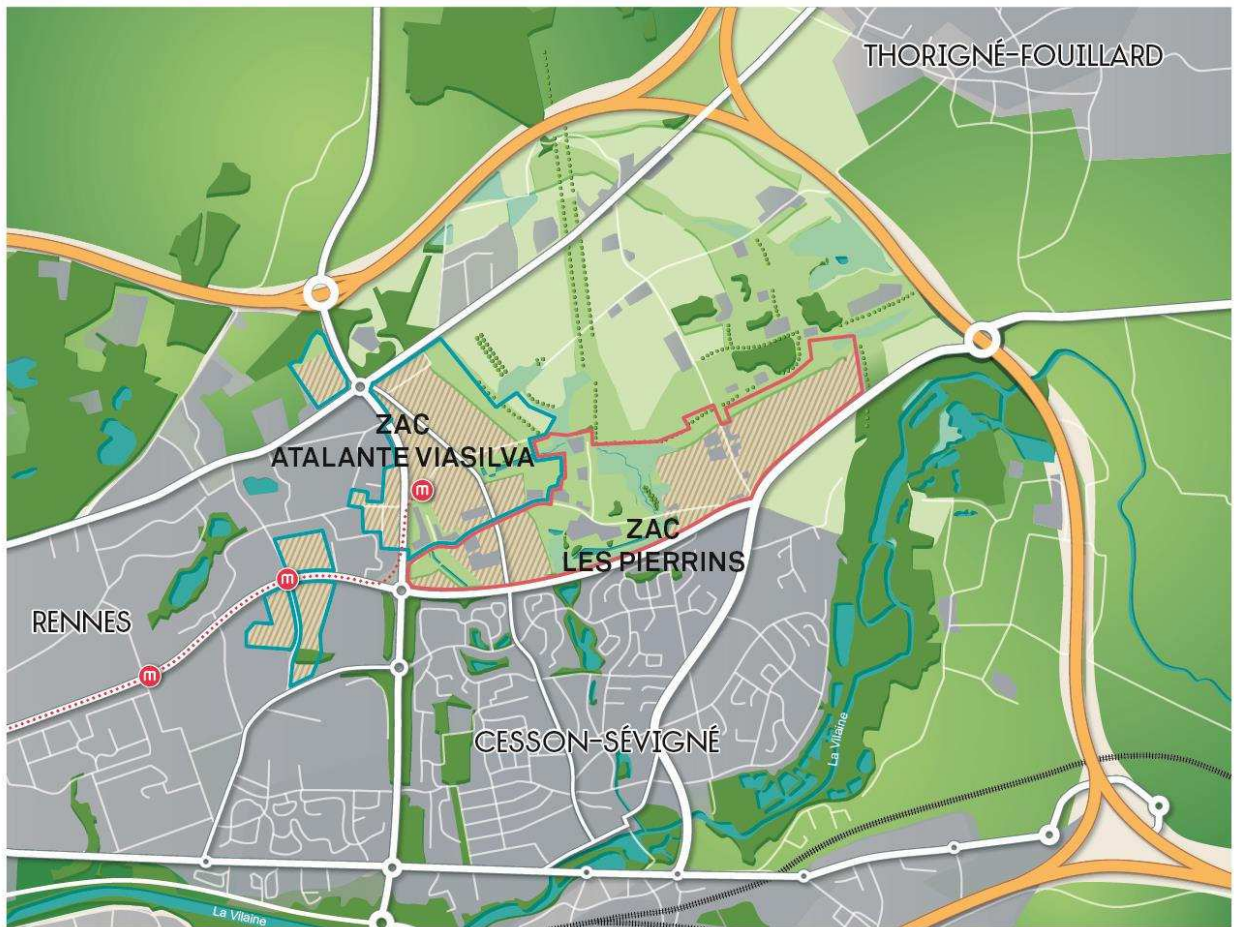 THORIGNÉ-FOUILLARD
ZAC
ATALANTE VIASILVA
m
ZAC
LES PIERRINS
m
RENNES
m
CESSON-SÉVIGNÉ
La Vilaine
La Vilaine